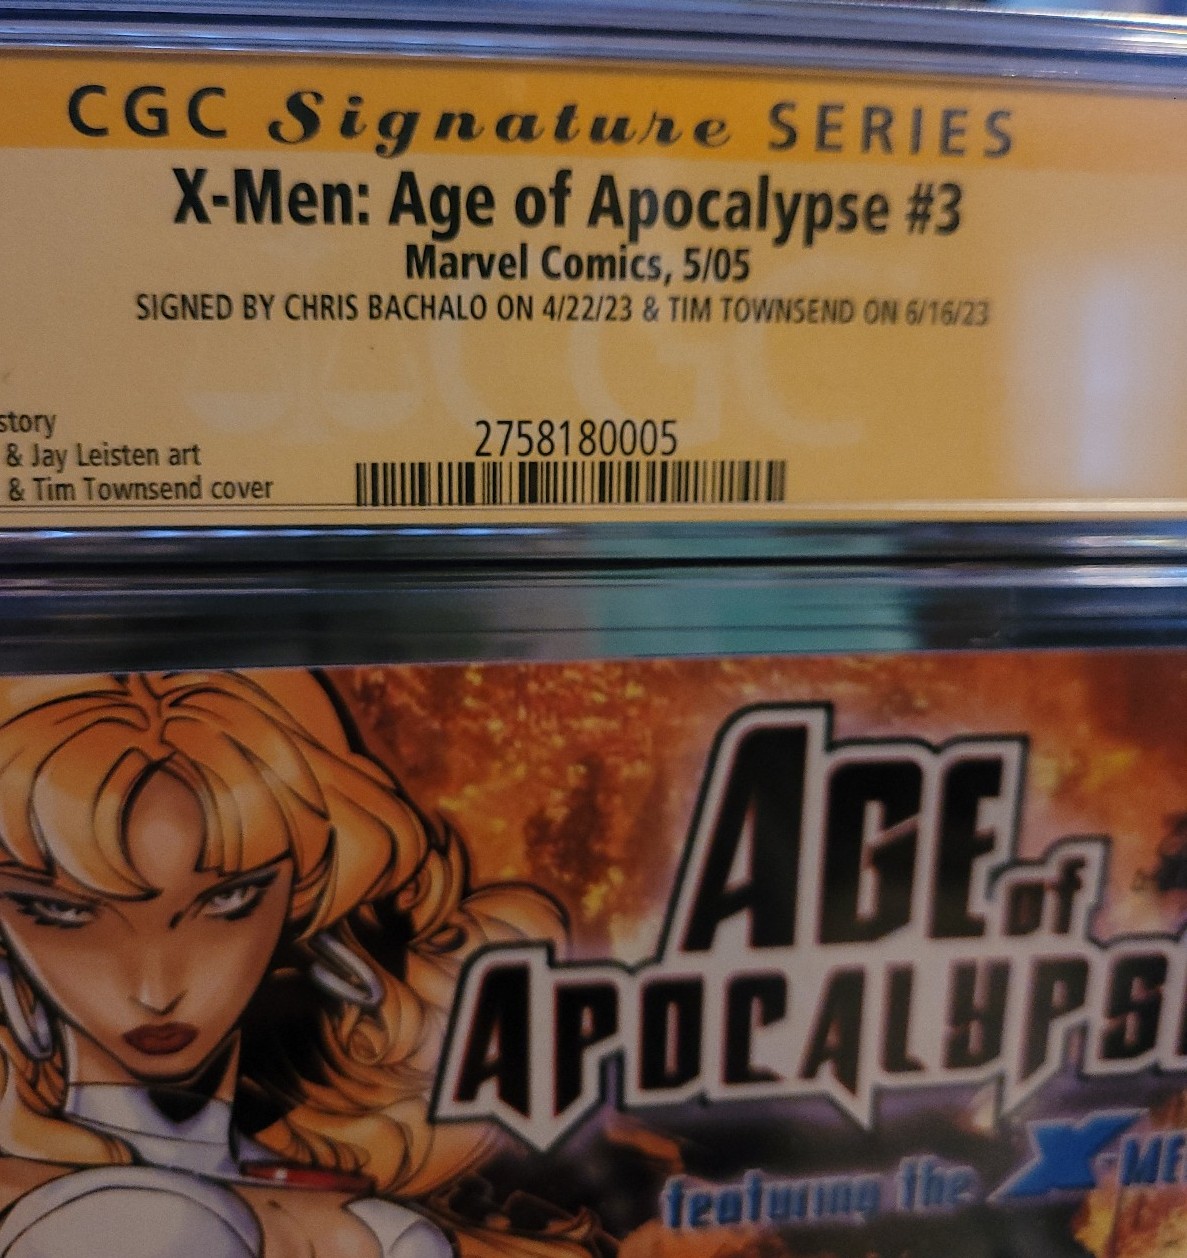 CGC Signature SERIES
X-Men: Age of Apocalypse #3
Marvel Comics, 5/05
SIGNED BY CHRIS BACHALO ON 4/22/23 & TIM TOWNSEND ON 6/16/23
CGC
story
& Jay Leisten art
& Tim Townsend cover
2758180005
AGE of
APOCALYPS
featuring the X-ME